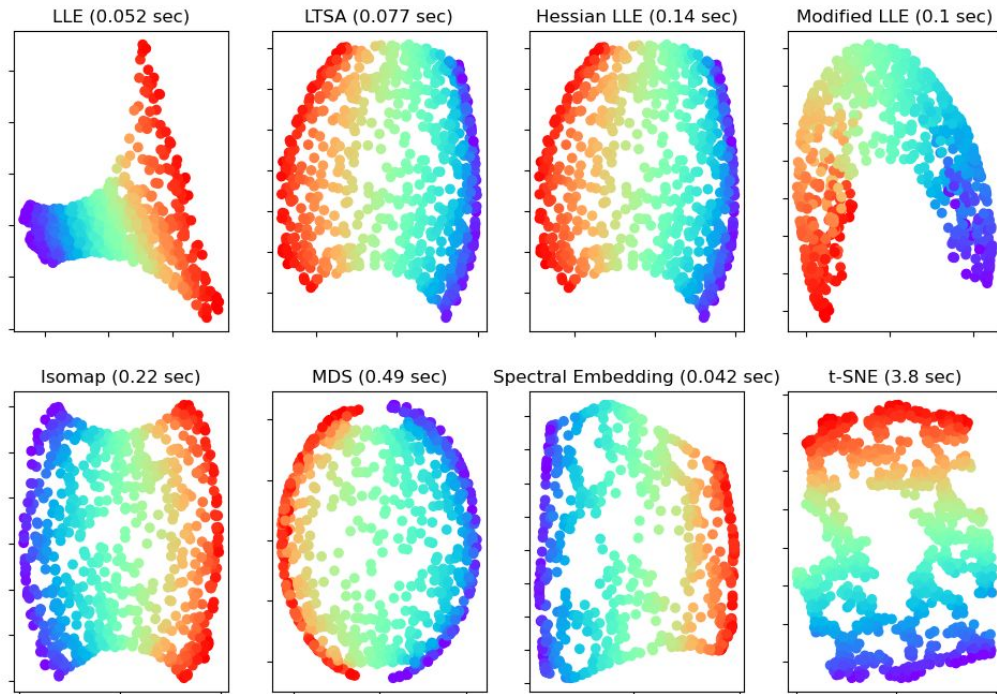 LLE (0.052 sec)
LTSA (0.077 sec)
Hessian LLE (0.14 sec)
Modified LLE (0.1 sec)
Isomap (0.22 sec)
MDS (0.49 sec)
Spectral Embedding (0.042 sec)
t-SNE (3.8 sec)